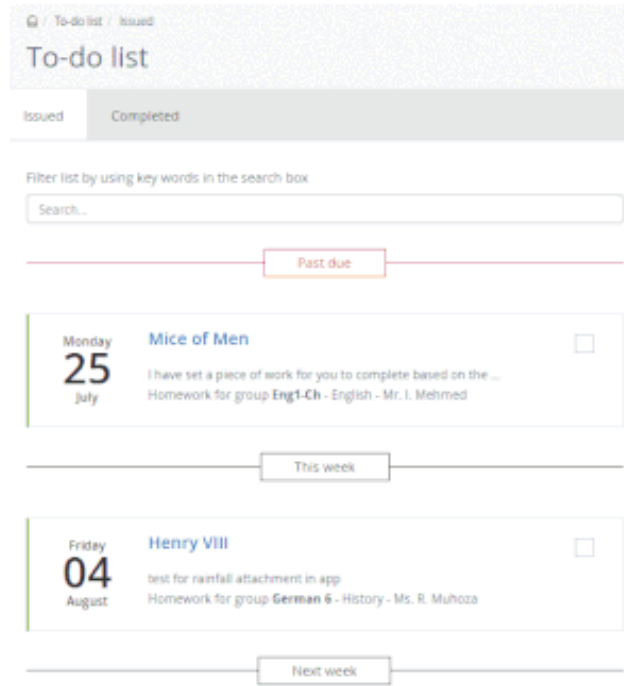 / To-do list / Issued
To-do list
Issued Completed
Filter list by using key words in the search box
Search...
Past due
Monday
25
July
Mice of Men
I have set a piece of work for you to complete based on the ...
Homework for group Eng1-Ch - English - Mr. I. Mehmed
This week
Friday
04
August
Henry VIII
test for rainfall attachment in app
Homework for group German 6 - History - Ms. R. Muhoza
Next week